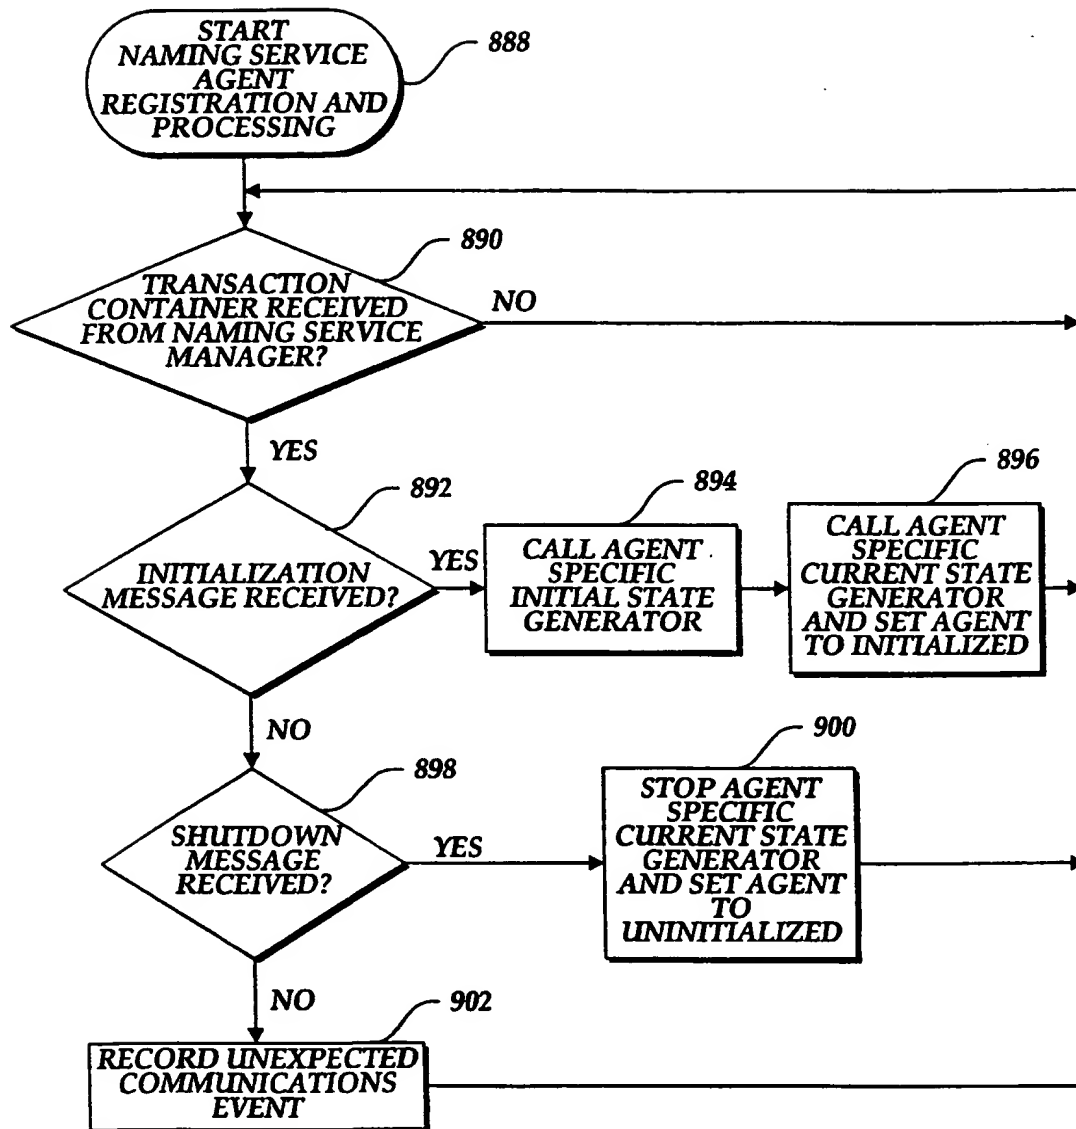 START
NAMING SERVICE
AGENT
REGISTRATION AND
PROCESSING
888
TRANSACTION
CONTAINER RECEIVED
FROM NAMING SERVICE
MANAGER?
890
NO
YES
INITIALIZATION
MESSAGE RECEIVED?
892
YES
CALL AGENT
SPECIFIC
INITIAL STATE
GENERATOR
894
CALL AGENT
SPECIFIC
CURRENT STATE
GENERATOR
AND SET AGENT
TO INITIALIZED
896
NO
SHUTDOWN
MESSAGE
RECEIVED?
898
YES
STOP AGENT
SPECIFIC
CURRENT STATE
GENERATOR
AND SET AGENT
TO
UNINITIALIZED
900
NO
RECORD UNEXPECTED
COMMUNICATIONS
EVENT
902